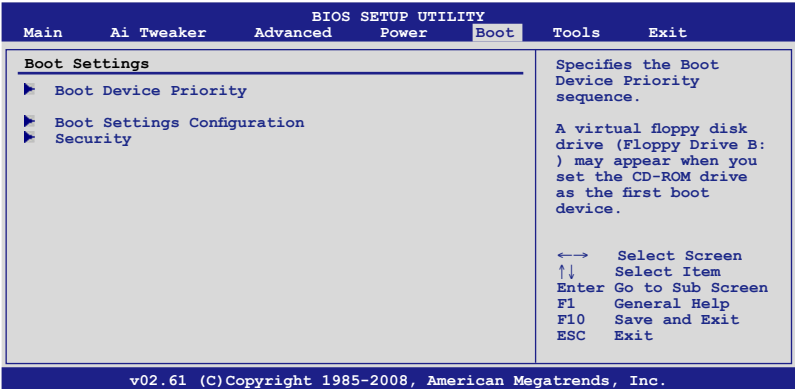 BIOS SETUP UTILITY
Main Ai Tweaker Advanced Power Boot Tools Exit
Boot Settings
Boot Device Priority
Boot Settings Configuration
Security
Specifies the Boot
Device Priority
sequence.
A virtual floppy disk
drive (Floppy Drive B:
) may appear when you
set the CD-ROM drive
as the first boot
device.
←→ Select Screen
↑↓ Select Item
Enter Go to Sub Screen
F1 General Help
F10 Save and Exit
ESC Exit
v02.61 (C)Copyright 1985-2008, American Megatrends, Inc.